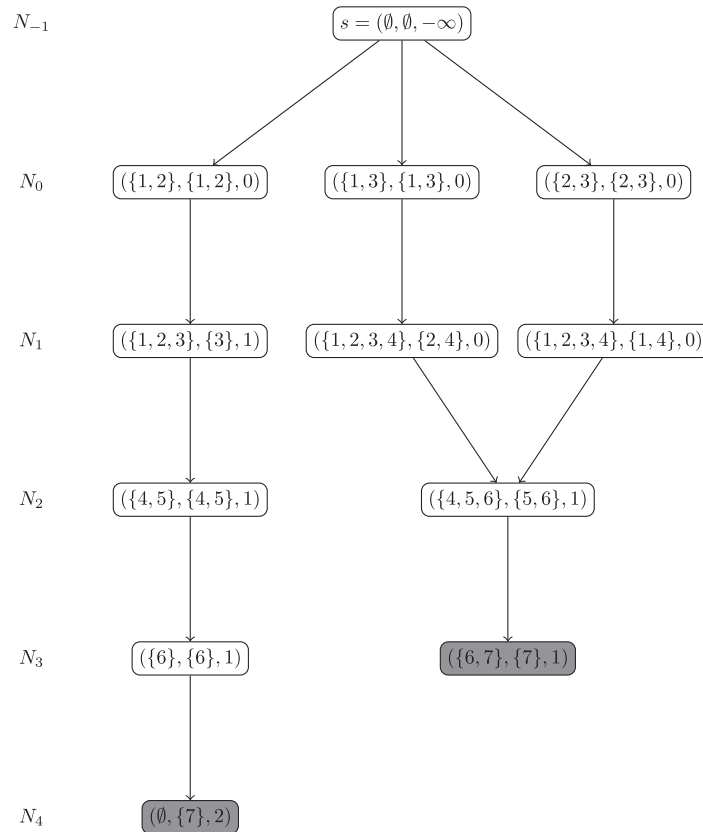 N₋₁ s = (∅, ∅, −∞)
N₀ ({1, 2}, {1, 2}, 0) ({1, 3}, {1, 3}, 0) ({2, 3}, {2, 3}, 0)
N₁ ({1, 2, 3}, {3}, 1) ({1, 2, 3, 4}, {2, 4}, 0) ({1, 2, 3, 4}, {1, 4}, 0)
N₂ ({4, 5}, {4, 5}, 1) ({4, 5, 6}, {5, 6}, 1)
N₃ ({6}, {6}, 1) ({6, 7}, {7}, 1)
N₄ (∅, {7}, 2)